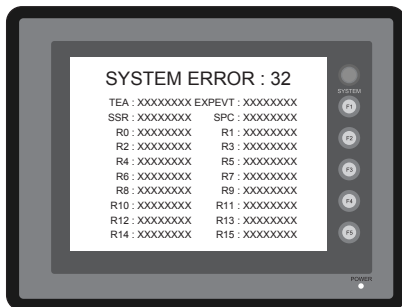 SYSTEM ERROR : 32
TEA : XXXXXXXX EXPEVT : XXXXXXXX
SSR : XXXXXXXX SPC : XXXXXXXX
R0 : XXXXXXXX R1 : XXXXXXXX
R2 : XXXXXXXX R3 : XXXXXXXX
R4 : XXXXXXXX R5 : XXXXXXXX
R6 : XXXXXXXX R7 : XXXXXXXX
R8 : XXXXXXXX R9 : XXXXXXXX
R10 : XXXXXXXX R11 : XXXXXXXX
R12 : XXXXXXXX R13 : XXXXXXXX
R14 : XXXXXXXX R15 : XXXXXXXX
SYSTEM
F1
F2
F3
F4
F5
POWER